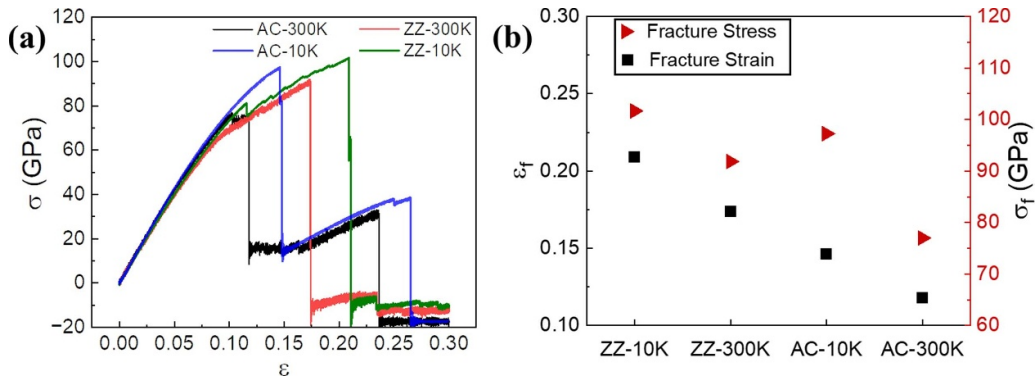 (a)
AC-300K ZZ-300K
AC-10K ZZ-10K
120
100
80
60
40
20
0
−20
σ (GPa)
0.00 0.05 0.10 0.15 0.20 0.25 0.30
ε
(b)
Fracture Stress
Fracture Strain
0.30
0.25
0.20
0.15
0.10
εf
120
110
100
90
80
70
60
σf (GPa)
ZZ-10K ZZ-300K AC-10K AC-300K